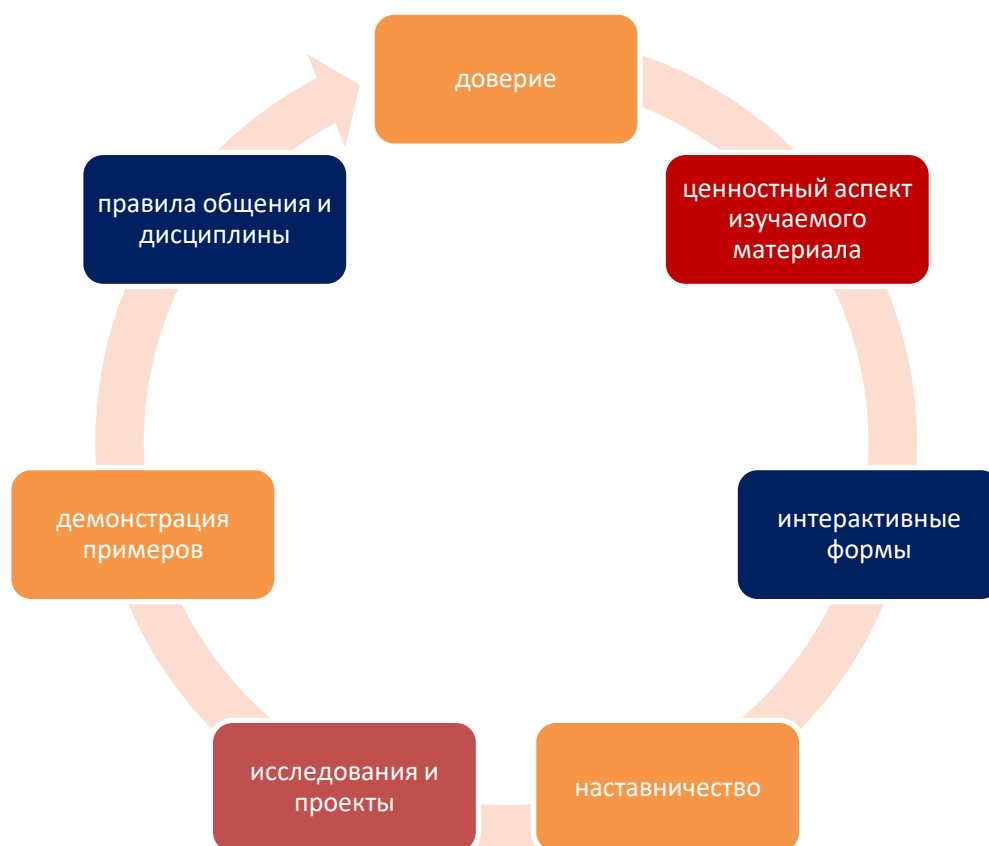 доверие
ценностный аспект
изучаемого
материала
интерактивные
формы
наставничество
исследования и
проекты
демонстрация
примеров
правила общения и
дисциплины